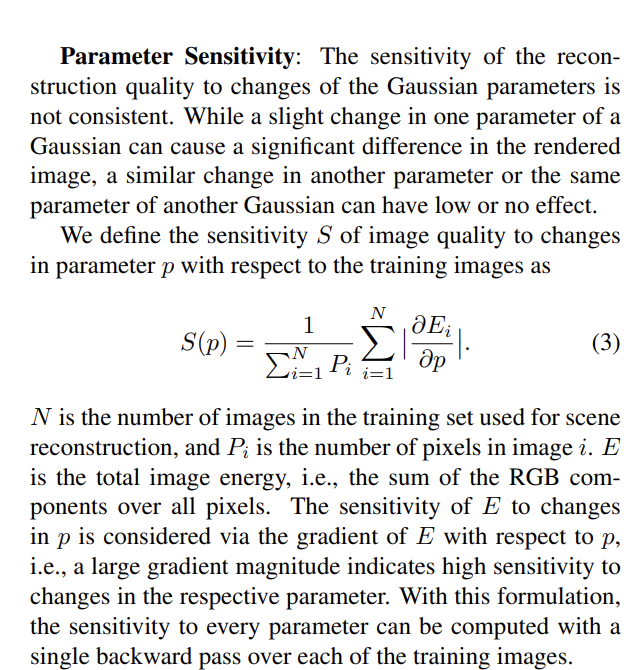 Parameter Sensitivity: The sensitivity of the recon-
struction quality to changes of the Gaussian parameters is
not consistent. While a slight change in one parameter of a
Gaussian can cause a significant difference in the rendered
image, a similar change in another parameter or the same
parameter of another Gaussian can have low or no effect.
We define the sensitivity S of image quality to changes
in parameter p with respect to the training images as
S(p) = \frac{1}{\sum_{i=1}^{N} P_i} \sum_{i=1}^{N} |\frac{\partial E_i}{\partial p}|. (3)
N is the number of images in the training set used for scene
reconstruction, and P_i is the number of pixels in image i. E
is the total image energy, i.e., the sum of the RGB com-
ponents over all pixels. The sensitivity of E to changes
in p is considered via the gradient of E with respect to p,
i.e., a large gradient magnitude indicates high sensitivity to
changes in the respective parameter. With this formulation,
the sensitivity to every parameter can be computed with a
single backward pass over each of the training images.